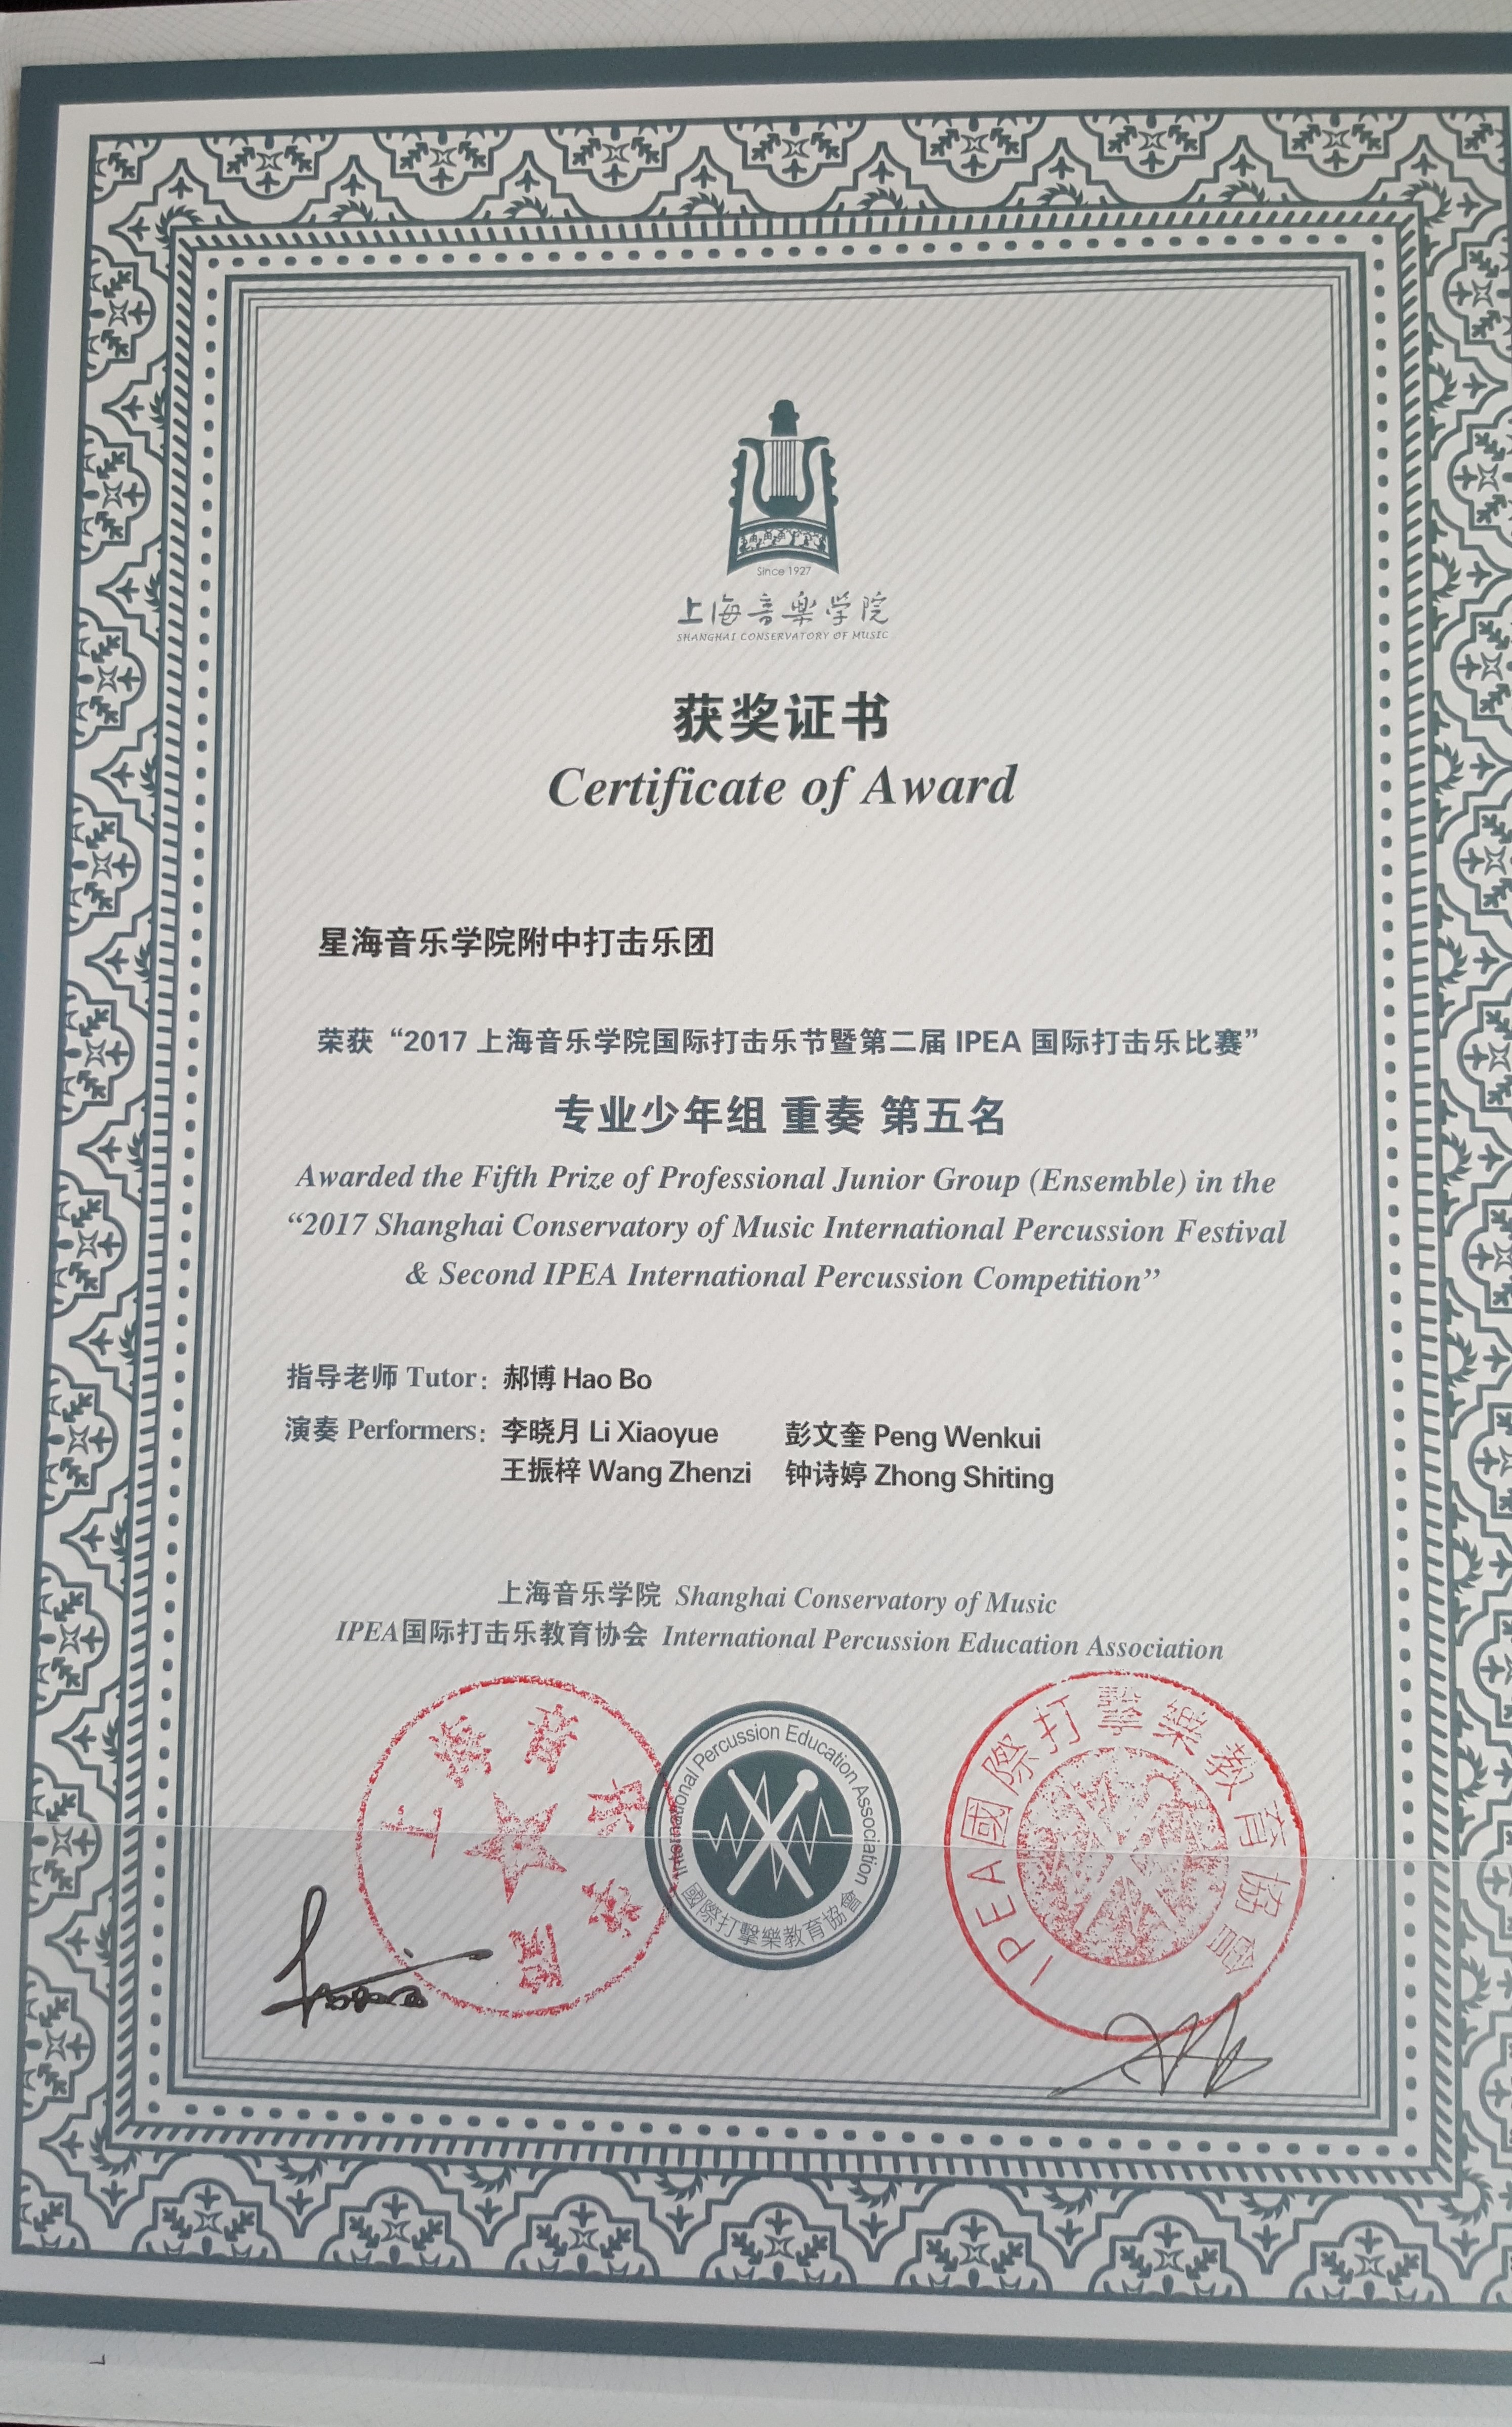 Since 1927
上海音楽学院
SHANGHAI CONSERVATORY OF MUSIC
获奖证书
Certificate of Award
星海音乐学院附中打击乐团
荣获“2017 上海音乐学院国际打击乐节暨第二届 IPEA 国际打击乐比赛”
专业少年组 重奏 第五名
Awarded the Fifth Prize of Professional Junior Group (Ensemble) in the
“2017 Shanghai Conservatory of Music International Percussion Festival
& Second IPEA International Percussion Competition”
指导老师 Tutor: 郝博 Hao Bo
演奏 Performers: 李晓月 Li Xiaoyue 彭文奎 Peng Wenkui
王振梓 Wang Zhenzi 钟诗婷 Zhong Shiting
上海音乐学院 Shanghai Conservatory of Music
IPEA国际打击乐教育协会 International Percussion Education Association
上海音乐学院
International Percussion Education Association
國際打擊樂教育協會
IPEA國際打擊樂教育協會